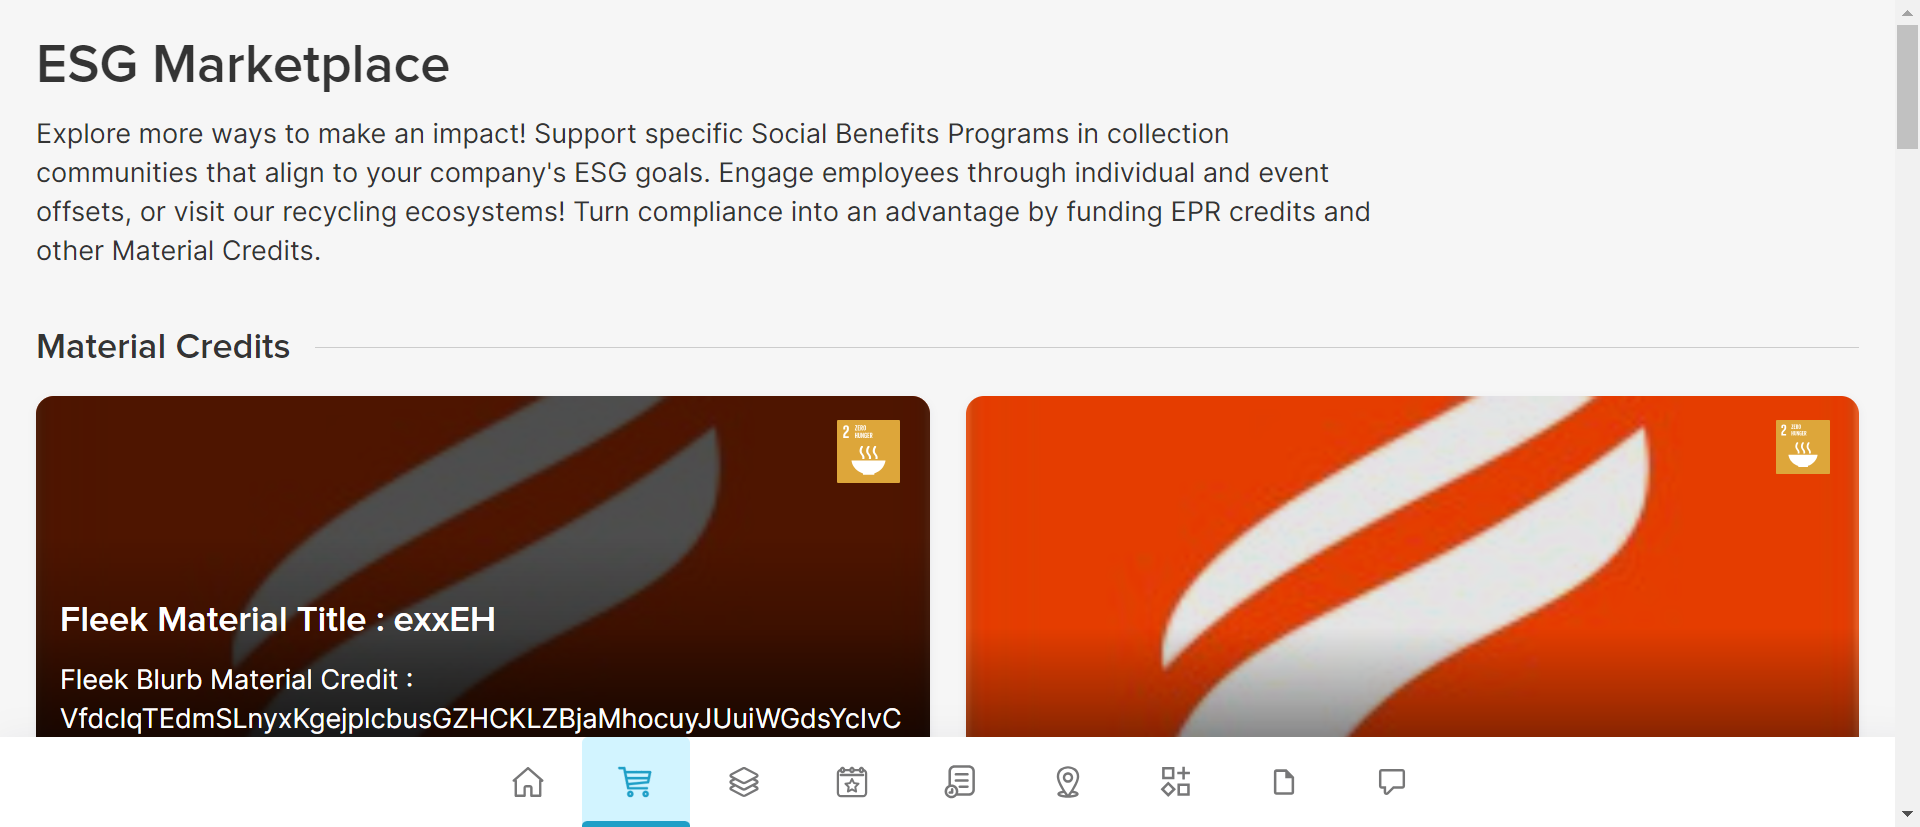 ESG Marketplace
Explore more ways to make an impact! Support specific Social Benefits Programs in collection
communities that align to your company's ESG goals. Engage employees through individual and event
offsets, or visit our recycling ecosystems! Turn compliance into an advantage by funding EPR credits and
other Material Credits.
Material Credits
2 ZERO
HUNGER
2 ZERO
HUNGER
Fleek Material Title : exxEH
Fleek Blurb Material Credit :
VfdclqTEdmSLnyxKgejplcbusGZHCKLZBjaMhocuyJUuiWGdsYclvC